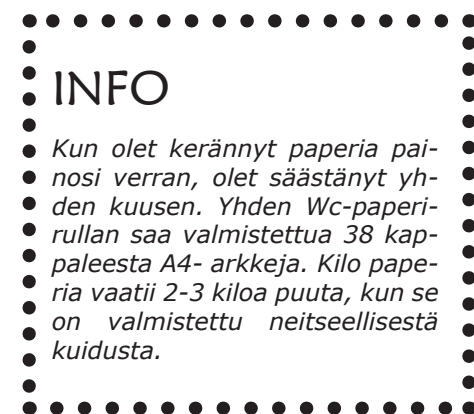 INFO
Kun olet kerännyt paperia pai-
nosi verran, olet säästänyt yh-
den kuusen. Yhden Wc-paperi-
rullan saa valmistettua 38 kap-
paleesta A4- arkkeja. Kilo pape-
ria vaatii 2-3 kiloa puuta, kun se
on valmistettu neitseellisestä
kuidusta.